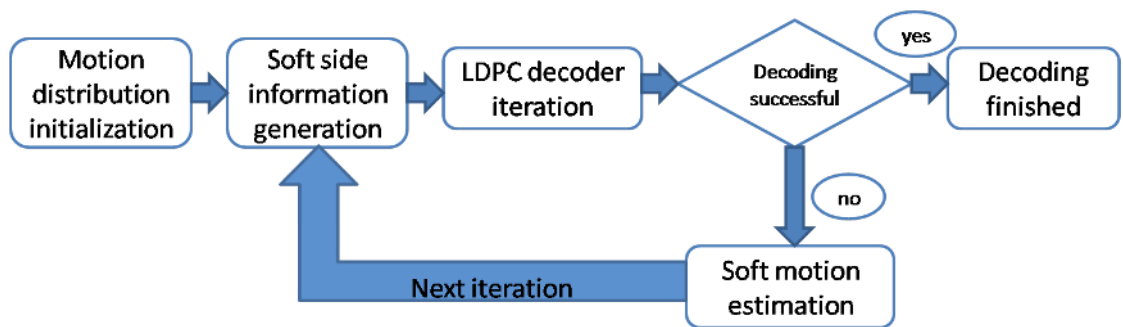 Motion
distribution
initialization
Soft side
information
generation
LDPC decoder
iteration
Decoding
successful
yes
Decoding
finished
no
Soft motion
estimation
Next iteration